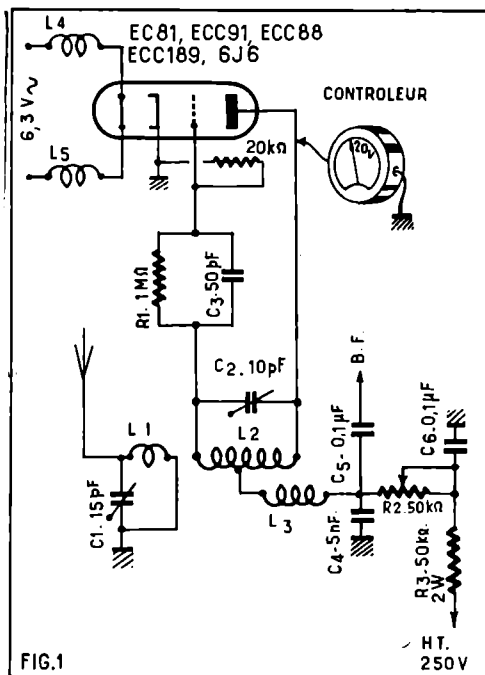 L4
EC81, ECC91, ECC88
ECC189, 6J6
CONTROLEUR
6,3V~
20V
L5
20kΩ
R1.1MΩ
C3.50pF
C2.10pF
B.F.
L1
L2
C5-0,1µF
C6.0,1µF
C1.15pF
L3
R2.50kΩ
C4-5nF
R3-50kΩ
2W
HT.
250V
FIG.1